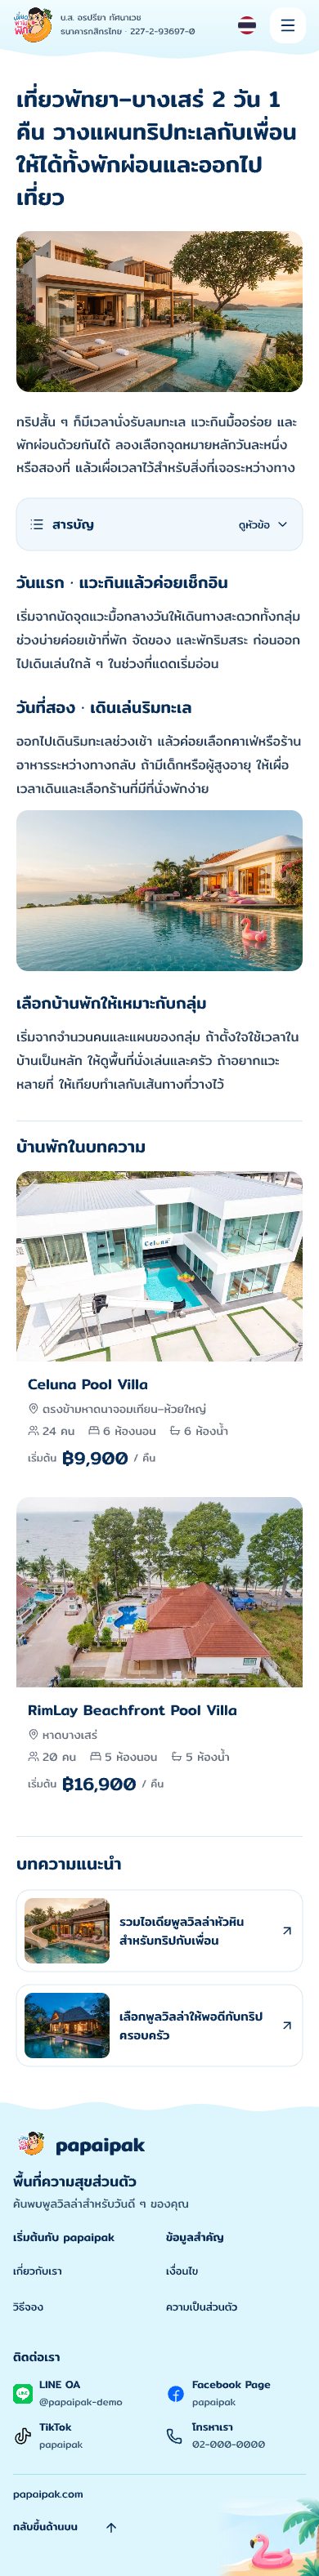 เที่ยว
ตามใจ
พัก
น.ส. อรปรียา ทัศนาเวช
ธนาคารกสิกรไทย · 227-2-93697-0
เที่ยวพัทยา–บางเสร่ 2 วัน 1
คืน วางแผนทริปทะเลกับเพื่อน
ให้ได้ทั้งพักผ่อนและออกไป
เที่ยว
ทริปสั้น ๆ ก็มีเวลานั่งรับลมทะเล แวะกินมื้ออร่อย และ
พักผ่อนด้วยกันได้ ลองเลือกจุดหมายหลักวันละหนึ่ง
หรือสองที่ แล้วเผื่อเวลาไว้สำหรับสิ่งที่เจอระหว่างทาง
สารบัญ
ดูหัวข้อ
วันแรก · แวะกินแล้วค่อยเช็กอิน
เริ่มจากนัดจุดแวะมื้อกลางวันให้เดินทางสะดวกทั้งกลุ่ม
ช่วงบ่ายค่อยเข้าที่พัก จัดของ และพักริมสระ ก่อนออก
ไปเดินเล่นใกล้ ๆ ในช่วงที่แดดเริ่มอ่อน
วันที่สอง · เดินเล่นริมทะเล
ออกไปเดินริมทะเลช่วงเช้า แล้วค่อยเลือกคาเฟ่หรือร้าน
อาหารระหว่างทางกลับ ถ้ามีเด็กหรือผู้สูงอายุ ให้เผื่อ
เวลาเดินและเลือกร้านที่มีที่นั่งพักง่าย
เลือกบ้านพักให้เหมาะกับกลุ่ม
เริ่มจากจำนวนคนและแผนของกลุ่ม ถ้าตั้งใจใช้เวลาใน
บ้านเป็นหลัก ให้ดูพื้นที่นั่งเล่นและครัว ถ้าอยากแวะ
หลายที่ ให้เทียบทำเลกับเส้นทางที่วางไว้
บ้านพักในบทความ
Celuna
Celuna Pool Villa
ตรงข้ามหาดนาจอมเทียน–ห้วยใหญ่
24 คน 6 ห้องนอน 6 ห้องน้ำ
เริ่มต้น ฿9,900 / คืน
RimLay Beachfront Pool Villa
หาดบางเสร่
20 คน 5 ห้องนอน 5 ห้องน้ำ
เริ่มต้น ฿16,900 / คืน
บทความแนะนำ
รวมไอเดียพูลวิลล่าหัวหิน
สำหรับทริปกับเพื่อน
เลือกพูลวิลล่าให้พอดีกับทริป
ครอบครัว
papaipak
พื้นที่ความสุขส่วนตัว
ค้นพบพูลวิลล่าสำหรับวันดี ๆ ของคุณ
เริ่มต้นกับ papaipak
ข้อมูลสำคัญ
เกี่ยวกับเรา
เงื่อนไข
วิธีจอง
ความเป็นส่วนตัว
ติดต่อเรา
LINE OA
@papaipak-demo
Facebook Page
papaipak
TikTok
papaipak
โทรหาเรา
02-000-0000
papaipak.com
กลับขึ้นด้านบน